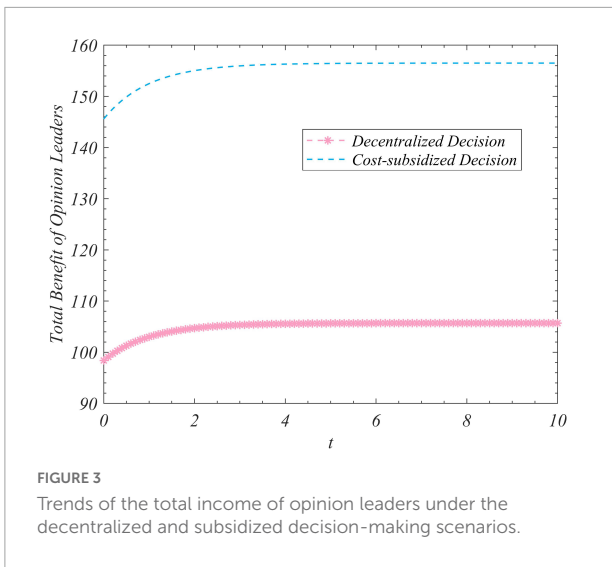 160
150
140
130
120
110
100
90
Total Benefit of Opinion Leaders
Decentralized Decision
Cost-subsidized Decision
0 2 4 6 8 10
t
FIGURE 3
Trends of the total income of opinion leaders under the
decentralized and subsidized decision-making scenarios.